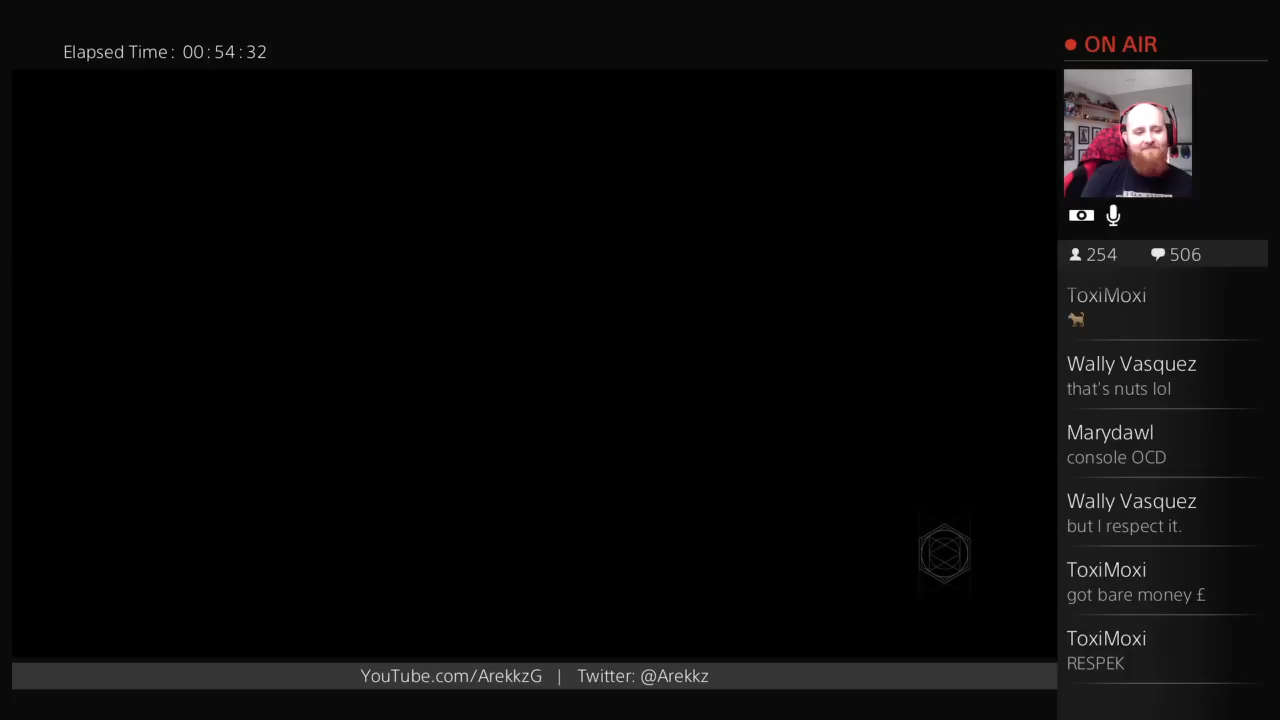 Elapsed Time: 00:54:32
ON AIR
254 506
ToxiMoxi
Wally Vasquez
that's nuts lol
Marydawl
console OCD
Wally Vasquez
but I respect it.
ToxiMoxi
got bare money £
ToxiMoxi
RESPEK
YouTube.com/ArekkzG | Twitter: @Arekkz